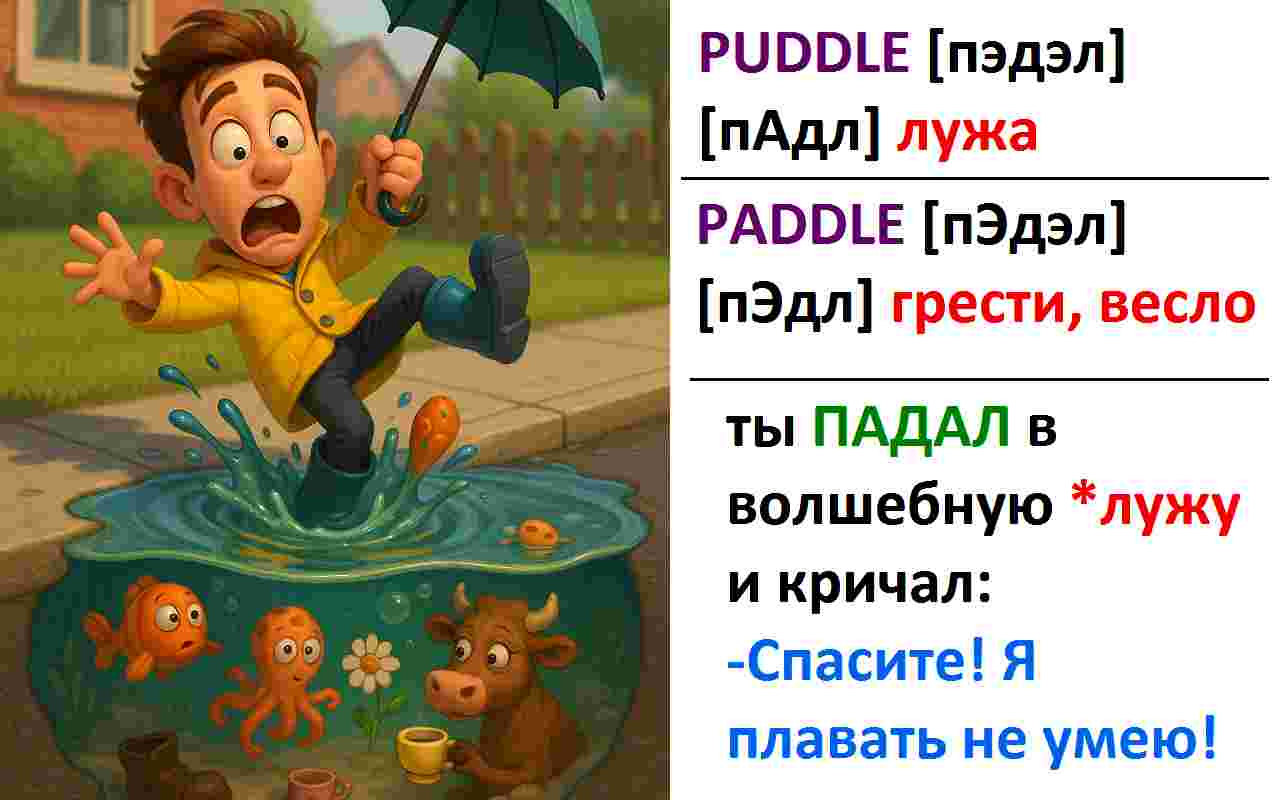 PUDDLE [пэдэл]
[пАдл] лужа
PADDLE [пЭдэл]
[пЭдл] грести, весло
ты ПАДАЛ в
волшебную *лужу
и кричал:
-Спасите! Я
плавать не умею!